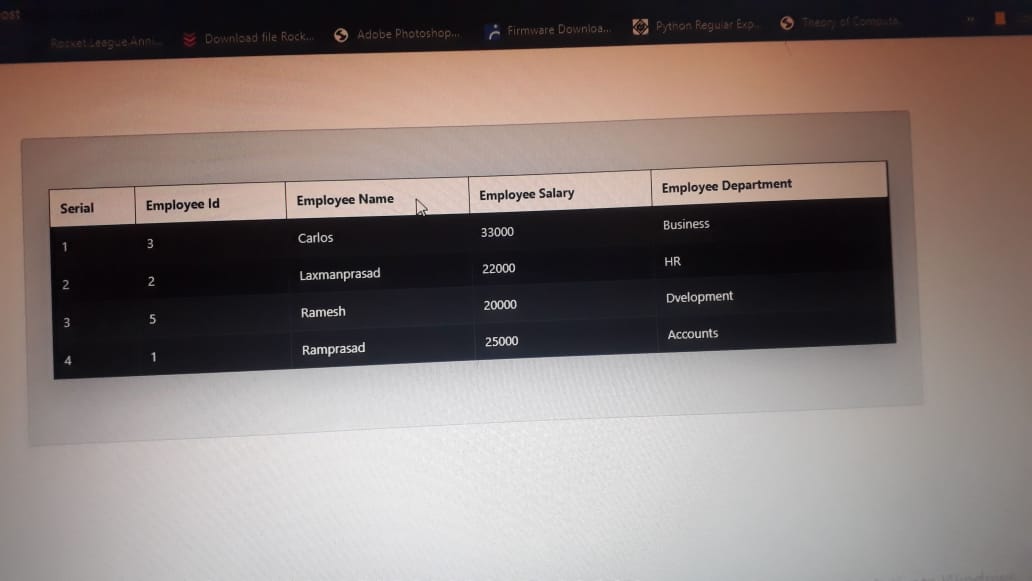 ost
Rocket League Anni... Download file Rock... Adobe Photoshop... Firmware Downloa... Python Regular Exp... Theory of Computa...
Serial Employee Id Employee Name Employee Salary Employee Department
1 3 Carlos 33000 Business
2 2 Laxmanprasad 22000 HR
3 5 Ramesh 20000 Dvelopment
4 1 Ramprasad 25000 Accounts